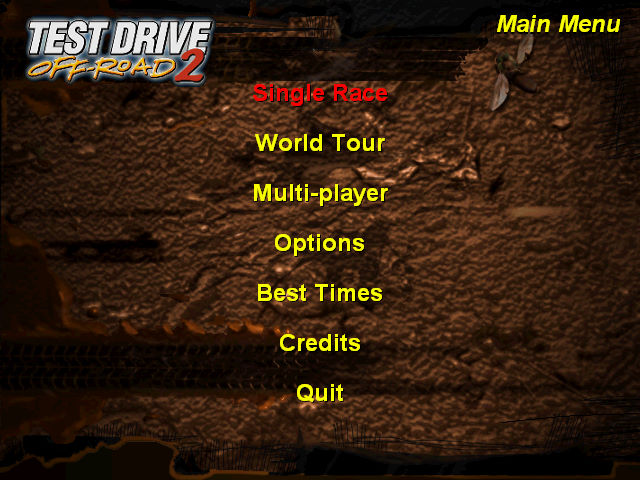 TEST DRIVE
OFF-ROAD 2
Main Menu
Single Race
World Tour
Multi-player
Options
Best Times
Credits
Quit